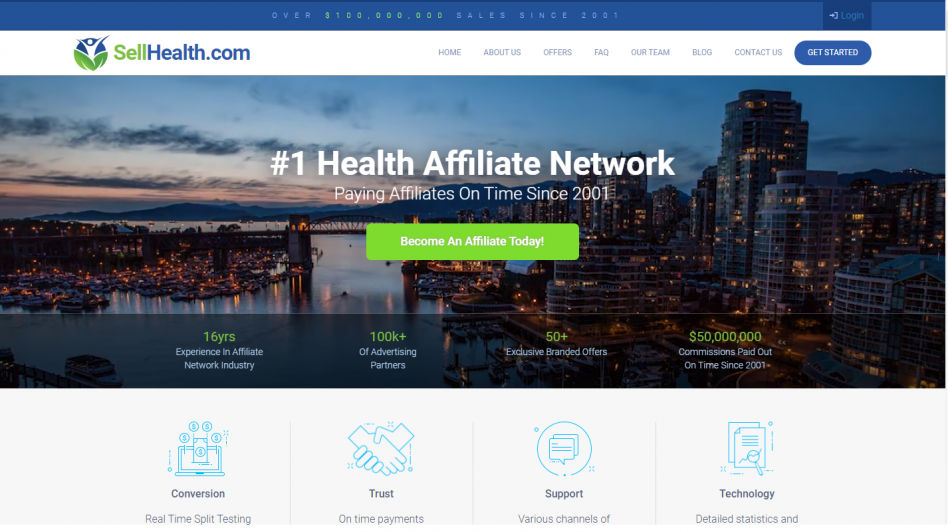 OVER $100,000,000 SALES SINCE 2001
Login
SellHealth.com
HOME ABOUT US OFFERS FAQ OUR TEAM BLOG CONTACT US GET STARTED
#1 Health Affiliate Network
Paying Affiliates On Time Since 2001
Become An Affiliate Today!
16yrs
Experience In Affiliate
Network Industry
100k+
Of Advertising
Partners
50+
Exclusive Branded Offers
$50,000,000
Commissions Paid Out
On Time Since 2001
Conversion
Real Time Split Testing
Trust
On time payments
Support
Various channels of
Technology
Detailed statistics and